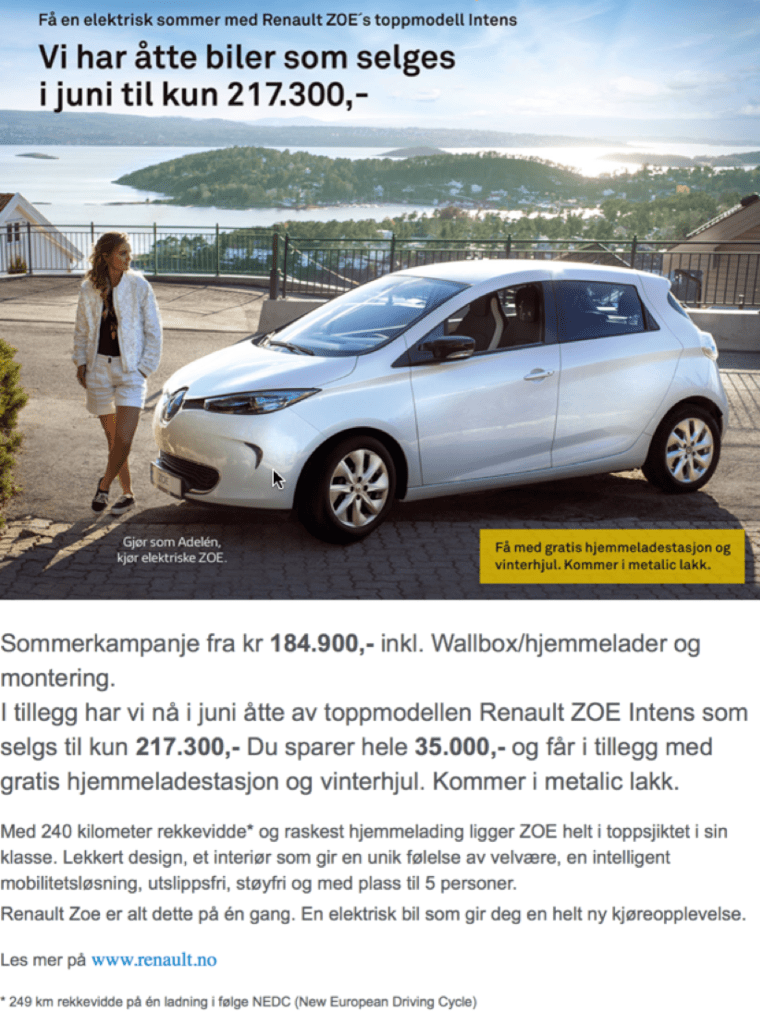 Få en elektrisk sommer med Renault ZOE´s toppmodell Intens
Vi har åtte biler som selges
i juni til kun 217.300,-
Gjør som Adelén,
kjør elektriske ZOE.
Få med gratis hjemmeladestasjon og
vinterhjul. Kommer i metalic lakk.
Sommerkampanje fra kr 184.900,- inkl. Wallbox/hjemmelader og
montering.
I tillegg har vi nå i juni åtte av toppmodellen Renault ZOE Intens som
selgs til kun 217.300,- Du sparer hele 35.000,- og får i tillegg med
gratis hjemmeladestasjon og vinterhjul. Kommer i metalic lakk.
Med 240 kilometer rekkevidde* og raskest hjemmelading ligger ZOE helt i toppsjiktet i sin
klasse. Lekkert design, et interiør som gir en unik følelse av velvære, en intelligent
mobilitetsløsning, utslippsfri, støyfri og med plass til 5 personer.
Renault Zoe er alt dette på én gang. En elektrisk bil som gir deg en helt ny kjøreopplevelse.
Les mer på www.renault.no
* 249 km rekkevidde på én ladning i følge NEDC (New European Driving Cycle)